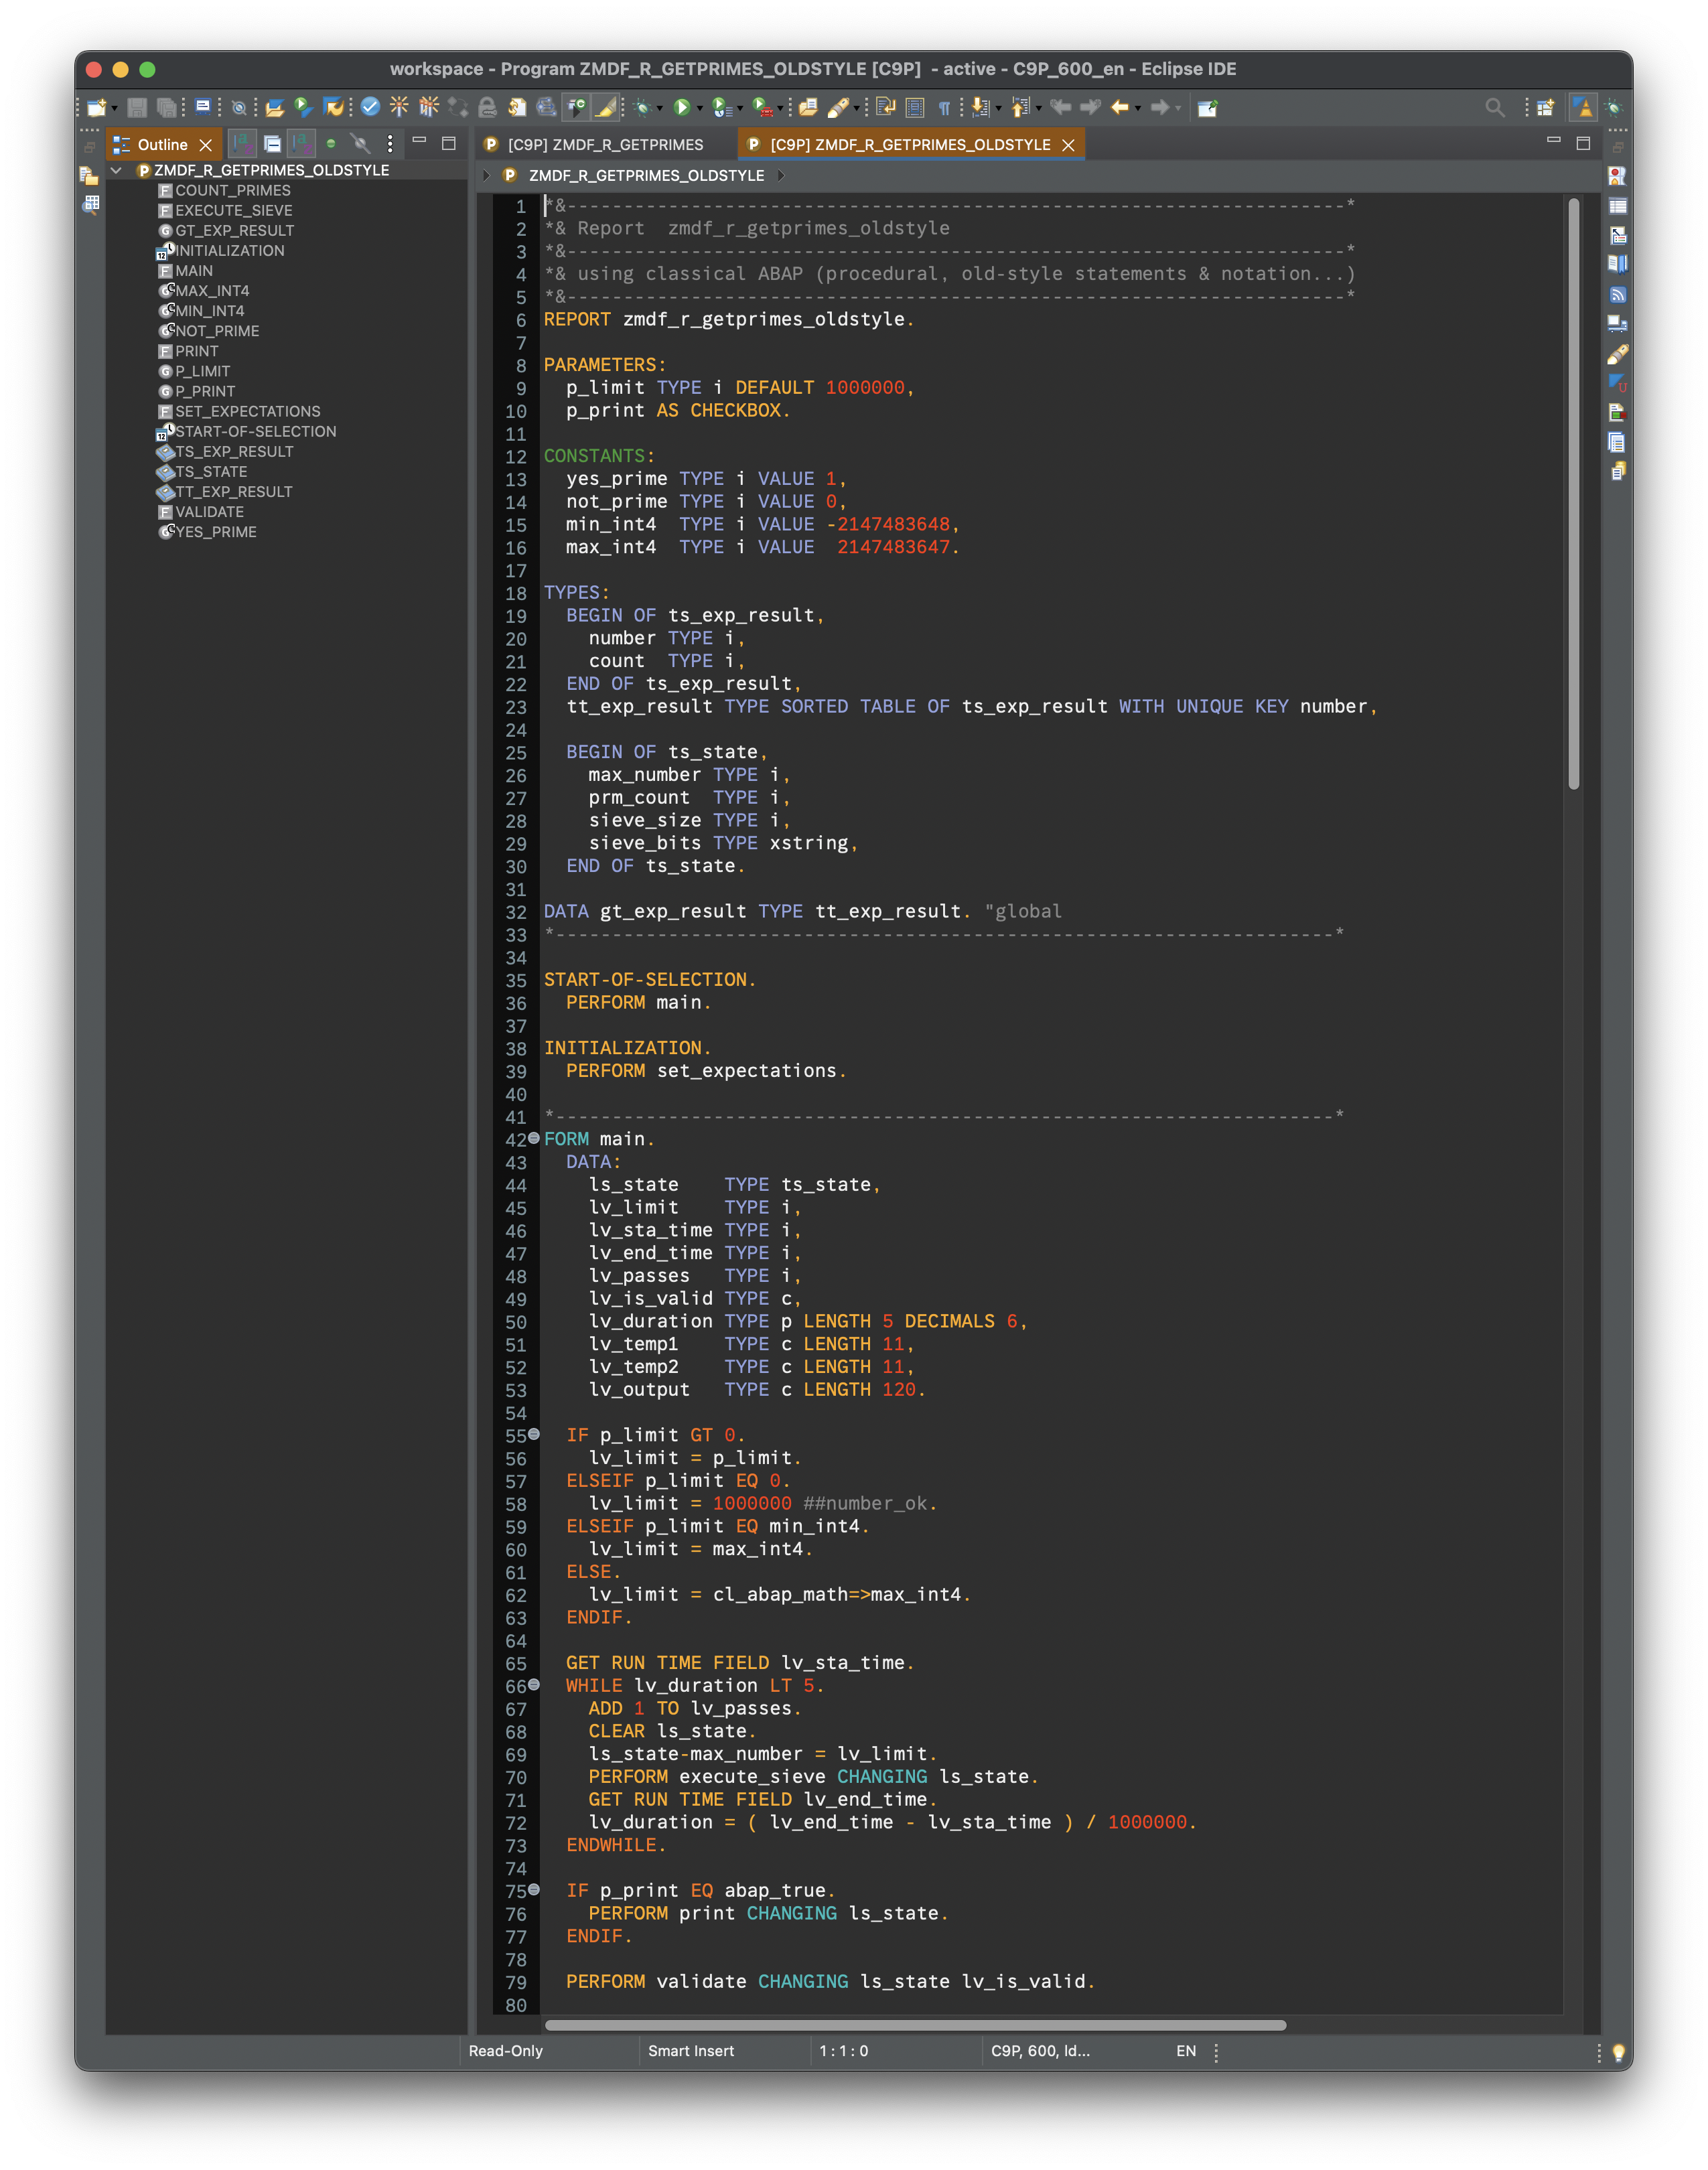 workspace - Program ZMDF_R_GETPRIMES_OLDSTYLE [C9P]  - active - C9P_600_en - Eclipse IDE
Outline
ZMDF_R_GETPRIMES_OLDSTYLE
COUNT_PRIMES
EXECUTE_SIEVE
GT_EXP_RESULT
INITIALIZATION
MAIN
MAX_INT4
MIN_INT4
NOT_PRIME
PRINT
P_LIMIT
P_PRINT
SET_EXPECTATIONS
START-OF-SELECTION
TS_EXP_RESULT
TS_STATE
TT_EXP_RESULT
VALIDATE
YES_PRIME
[C9P] ZMDF_R_GETPRIMES
[C9P] ZMDF_R_GETPRIMES_OLDSTYLE
ZMDF_R_GETPRIMES_OLDSTYLE
1 *&---------------------------------------------------------------------*
2 *& Report  zmdf_r_getprimes_oldstyle
3 *&---------------------------------------------------------------------*
4 *& using classical ABAP (procedural, old-style statements & notation...)
5 *&---------------------------------------------------------------------*
6 REPORT zmdf_r_getprimes_oldstyle.
7
8 PARAMETERS:
9   p_limit TYPE i DEFAULT 1000000,
10   p_print AS CHECKBOX.
11
12 CONSTANTS:
13   yes_prime TYPE i VALUE 1,
14   not_prime TYPE i VALUE 0,
15   min_int4  TYPE i VALUE -2147483648,
16   max_int4  TYPE i VALUE  2147483647.
17
18 TYPES:
19   BEGIN OF ts_exp_result,
20     number TYPE i,
21     count  TYPE i,
22   END OF ts_exp_result,
23   tt_exp_result TYPE SORTED TABLE OF ts_exp_result WITH UNIQUE KEY number,
24
25   BEGIN OF ts_state,
26     max_number TYPE i,
27     prm_count  TYPE i,
28     sieve_size TYPE i,
29     sieve_bits TYPE xstring,
30   END OF ts_state.
31
32 DATA gt_exp_result TYPE tt_exp_result. "global
33 *---------------------------------------------------------------------*
34
35 START-OF-SELECTION.
36   PERFORM main.
37
38 INITIALIZATION.
39   PERFORM set_expectations.
40
41 *---------------------------------------------------------------------*
42 FORM main.
43   DATA:
44     ls_state    TYPE ts_state,
45     lv_limit    TYPE i,
46     lv_sta_time TYPE i,
47     lv_end_time TYPE i,
48     lv_passes   TYPE i,
49     lv_is_valid TYPE c,
50     lv_duration TYPE p LENGTH 5 DECIMALS 6,
51     lv_temp1    TYPE c LENGTH 11,
52     lv_temp2    TYPE c LENGTH 11,
53     lv_output   TYPE c LENGTH 120.
54
55   IF p_limit GT 0.
56     lv_limit = p_limit.
57   ELSEIF p_limit EQ 0.
58     lv_limit = 1000000 ##number_ok.
59   ELSEIF p_limit EQ min_int4.
60     lv_limit = max_int4.
61   ELSE.
62     lv_limit = cl_abap_math=>max_int4.
63   ENDIF.
64
65   GET RUN TIME FIELD lv_sta_time.
66   WHILE lv_duration LT 5.
67     ADD 1 TO lv_passes.
68     CLEAR ls_state.
69     ls_state-max_number = lv_limit.
70     PERFORM execute_sieve CHANGING ls_state.
71     GET RUN TIME FIELD lv_end_time.
72     lv_duration = ( lv_end_time - lv_sta_time ) / 1000000.
73   ENDWHILE.
74
75   IF p_print EQ abap_true.
76     PERFORM print CHANGING ls_state.
77   ENDIF.
78
79   PERFORM validate CHANGING ls_state lv_is_valid.
80
Read-Only
Smart Insert
1 : 1 : 0
C9P, 600, Id...
EN